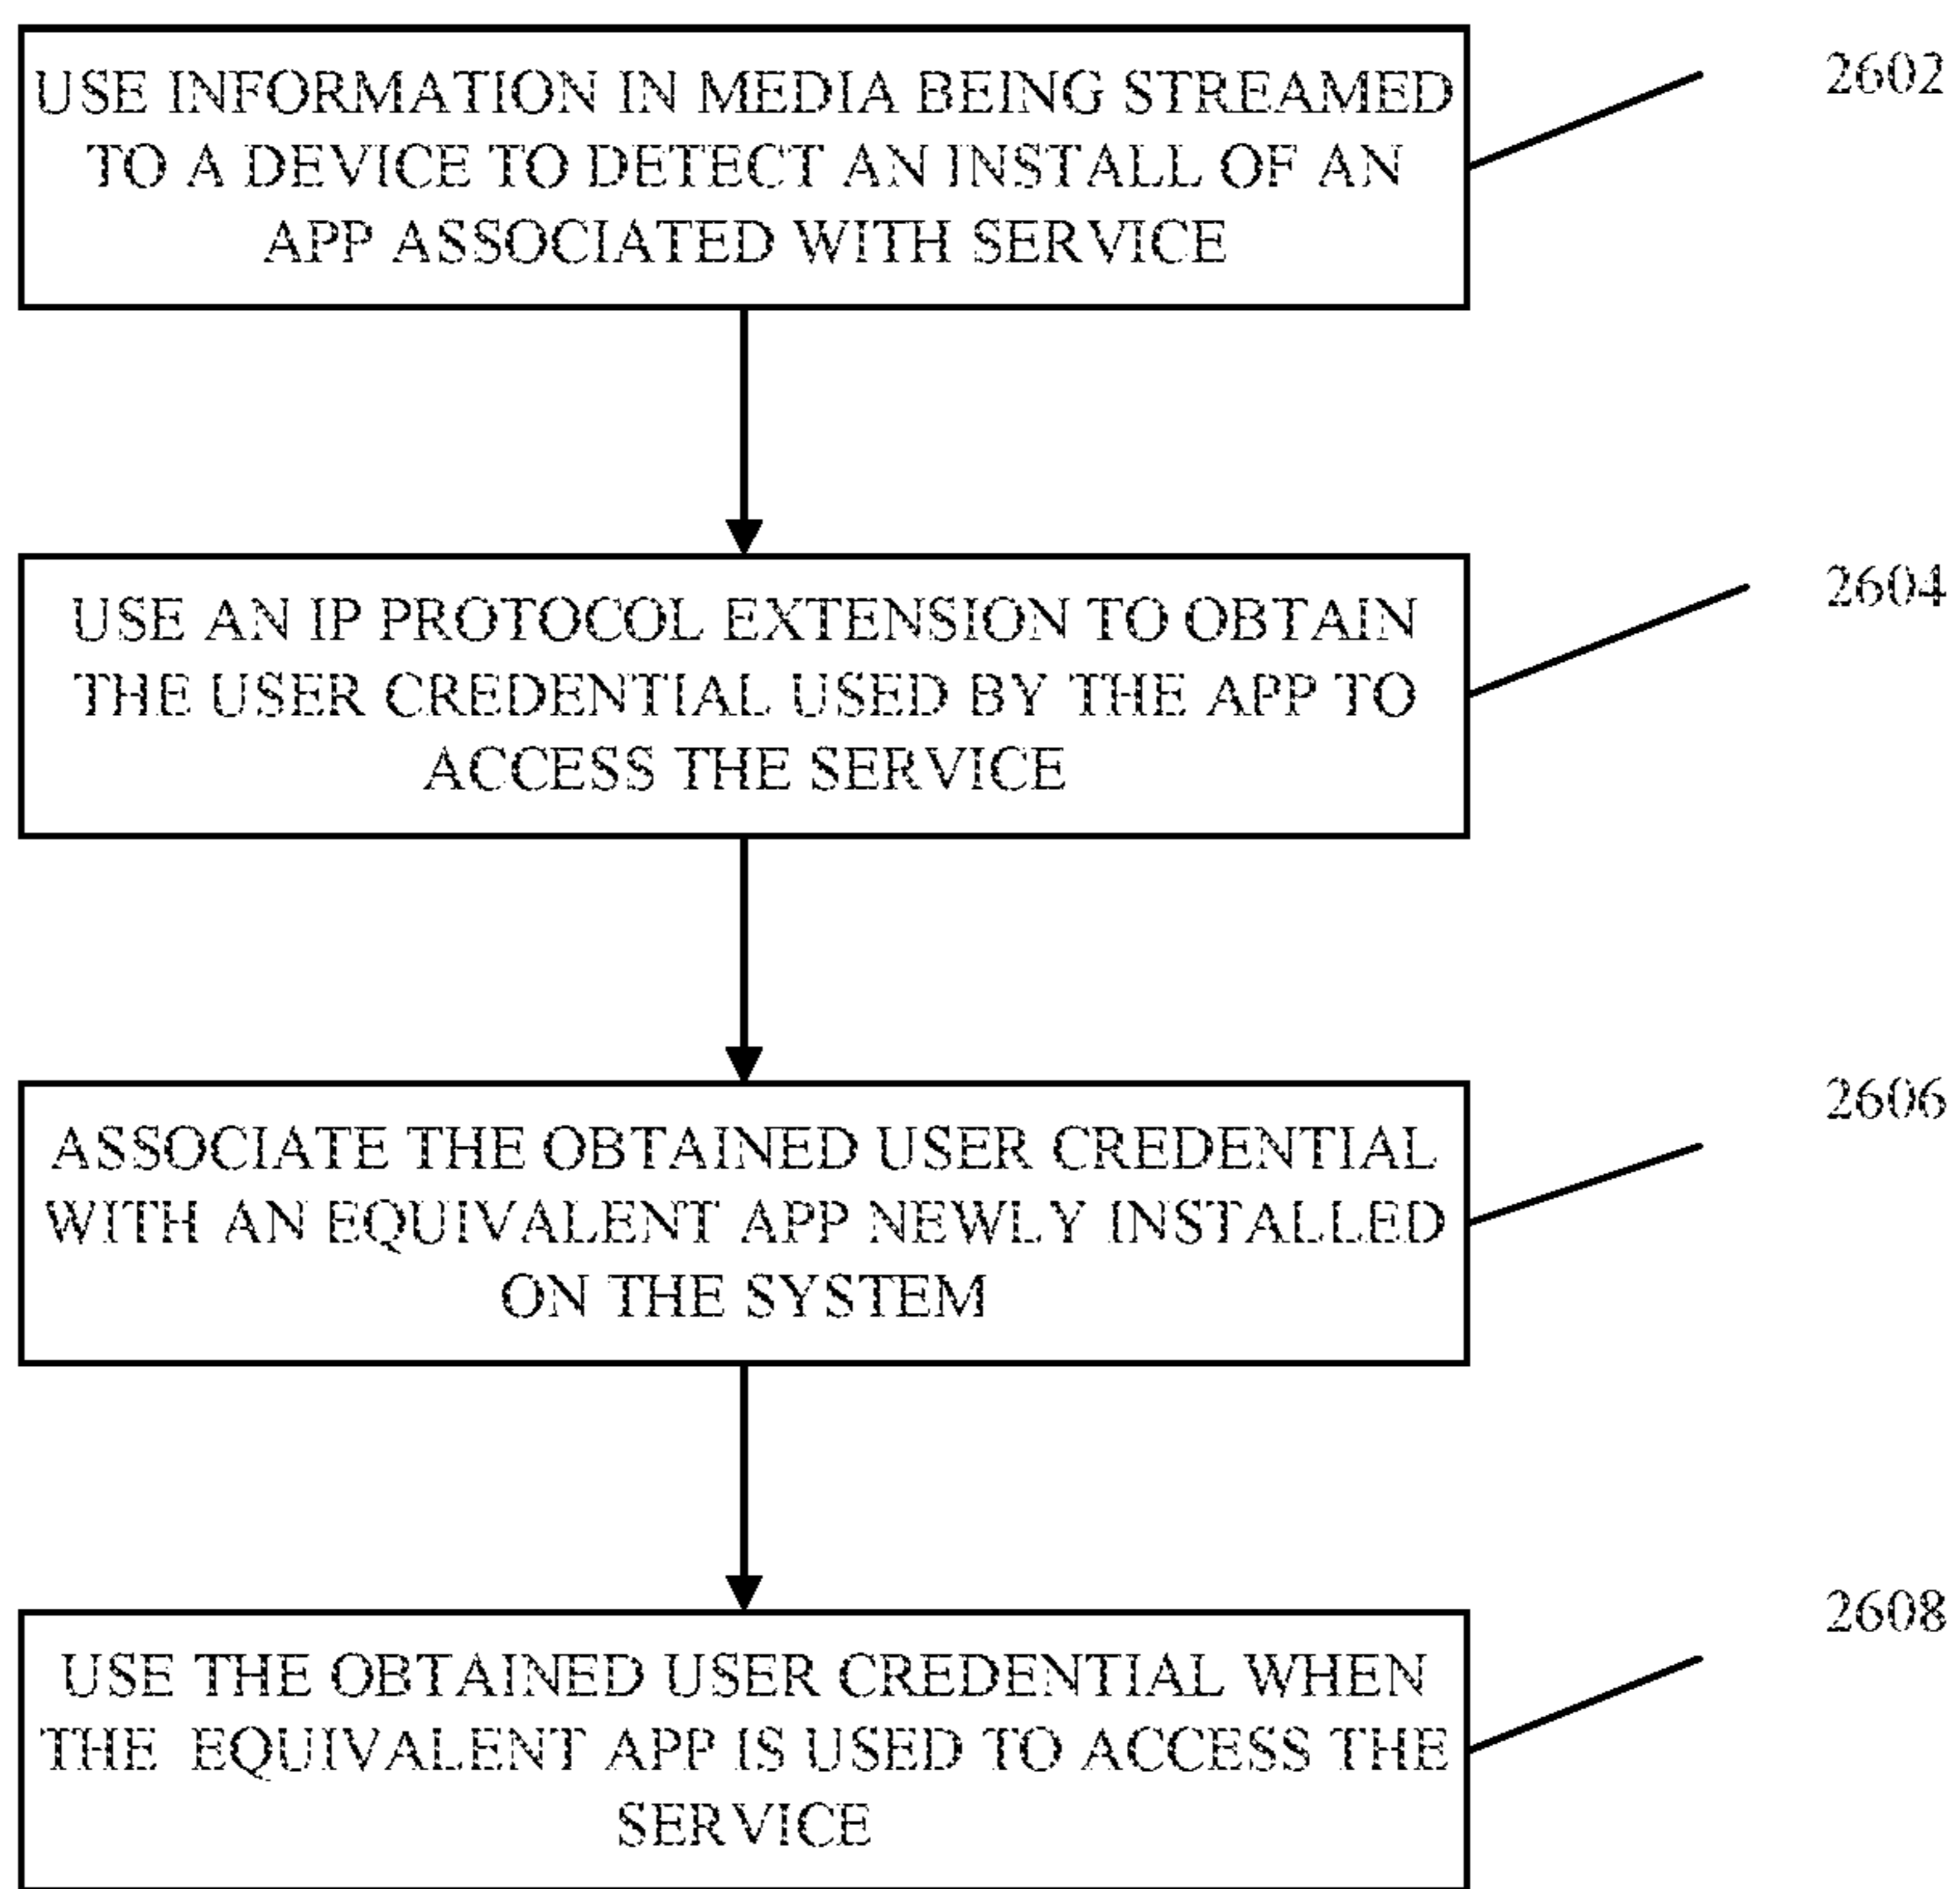 USE INFORMATION IN MEDIA BEING STREAMED
TO A DEVICE TO DETECT AN INSTALL OF AN
APP ASSOCIATED WITH SERVICE
2602
USE AN IP PROTOCOL EXTENSION TO OBTAIN
THE USER CREDENTIAL USED BY THE APP TO
ACCESS THE SERVICE
2604
ASSOCIATE THE OBTAINED USER CREDENTIAL
WITH AN EQUIVALENT APP NEWLY INSTALLED
ON THE SYSTEM
2606
USE THE OBTAINED USER CREDENTIAL WHEN
THE EQUIVALENT APP IS USED TO ACCESS THE
SERVICE
2608